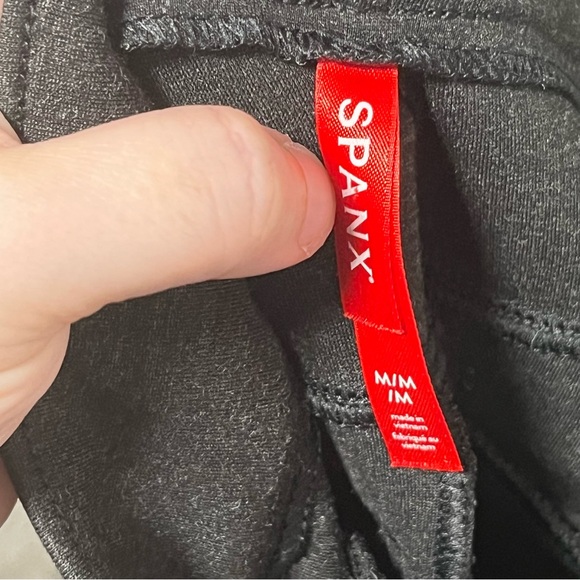 SPANX
M/M
/M
made in
vietnam
fabriqué au
vietnam